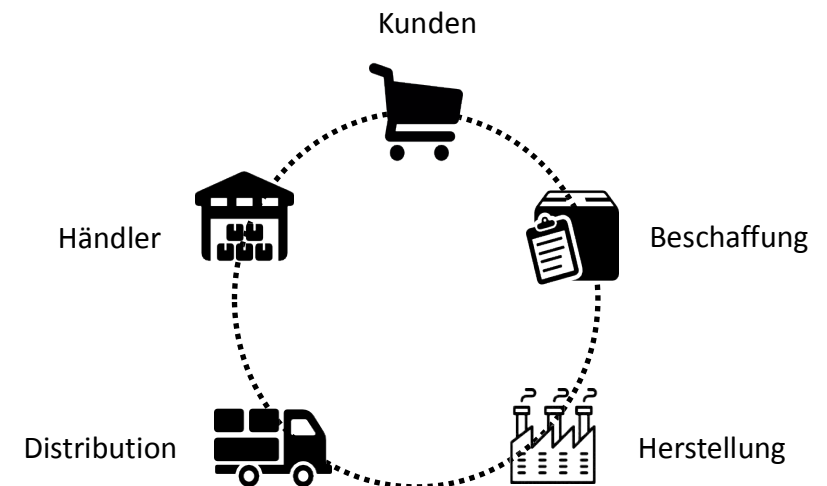 Kunden
Händler
Beschaffung
Distribution
Herstellung